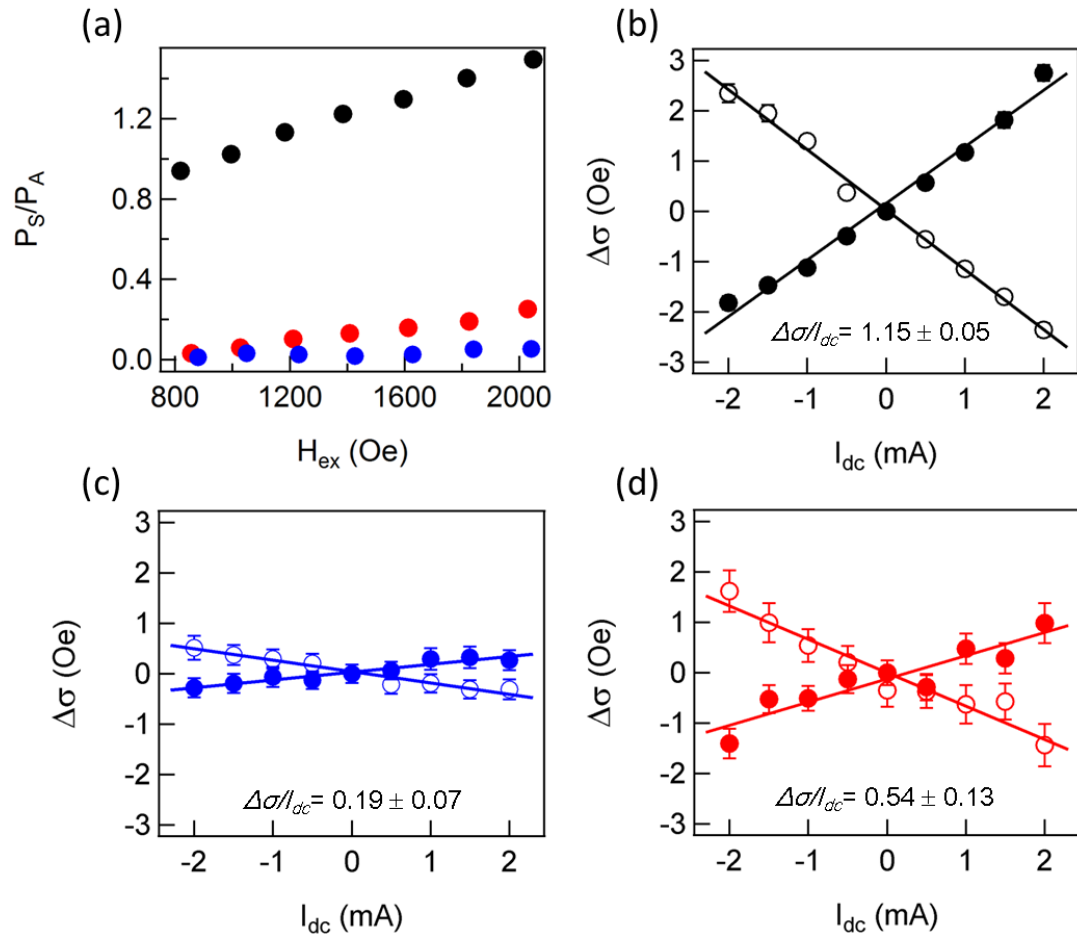 (a)
P_S/P_A
1.2
0.8
0.4
0.0
800 1200 1600 2000
H_ex (Oe)
(b)
Δσ (Oe)
3
2
1
0
-1
-2
-3
Δσ/I_dc= 1.15 ± 0.05
-2 -1 0 1 2
I_dc (mA)
(c)
Δσ (Oe)
3
2
1
0
-1
-2
-3
Δσ/I_dc= 0.19 ± 0.07
-2 -1 0 1 2
I_dc (mA)
(d)
Δσ (Oe)
3
2
1
0
-1
-2
-3
Δσ/I_dc= 0.54 ± 0.13
-2 -1 0 1 2
I_dc (mA)